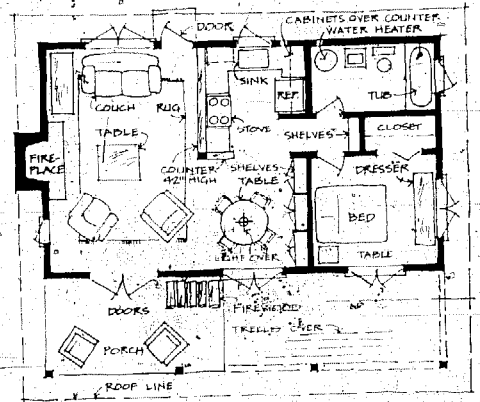 DOOR
CABINETS OVER COUNTER
WATER HEATER
SINK
REF.
TUB
COUCH
RUG
STOVE
SHELVES
CLOSET
TABLE
FIRE-
PLACE
COUNTER
42" HIGH
SHELVES
TABLE
DRESSER
BED
LIGHT OVER
TABLE
DOORS
FIREWOOD
TRELLIS OVER
PORCH
ROOF LINE